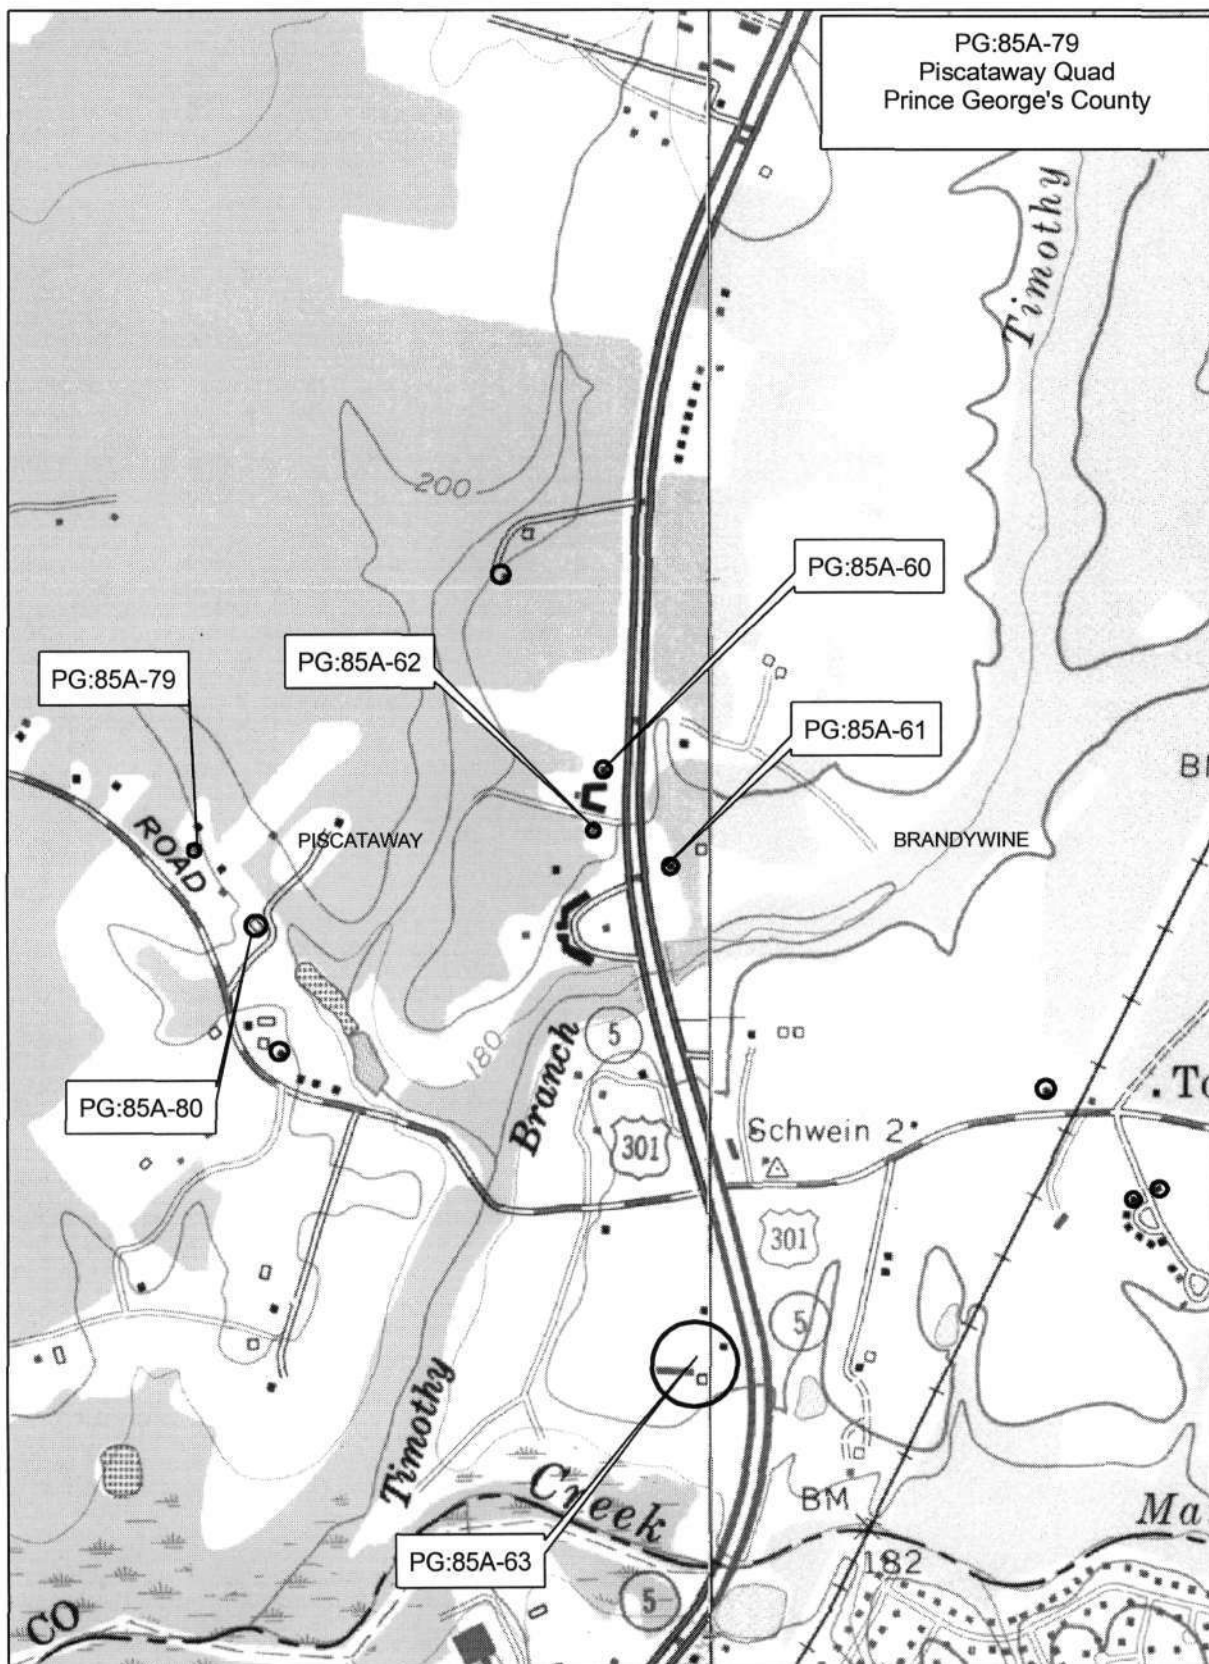 PG:85A-79
Piscataway Quad
Prince George's County
Timothy
200
PG:85A-60
PG:85A-62
PG:85A-79
PG:85A-61
ROAD
PISCATAWAY
BRANDYWINE
5
180
Branch
PG:85A-80
301
Schwein 2
301
5
Timothy
Creek
BM
182
PG:85A-63
5
CO